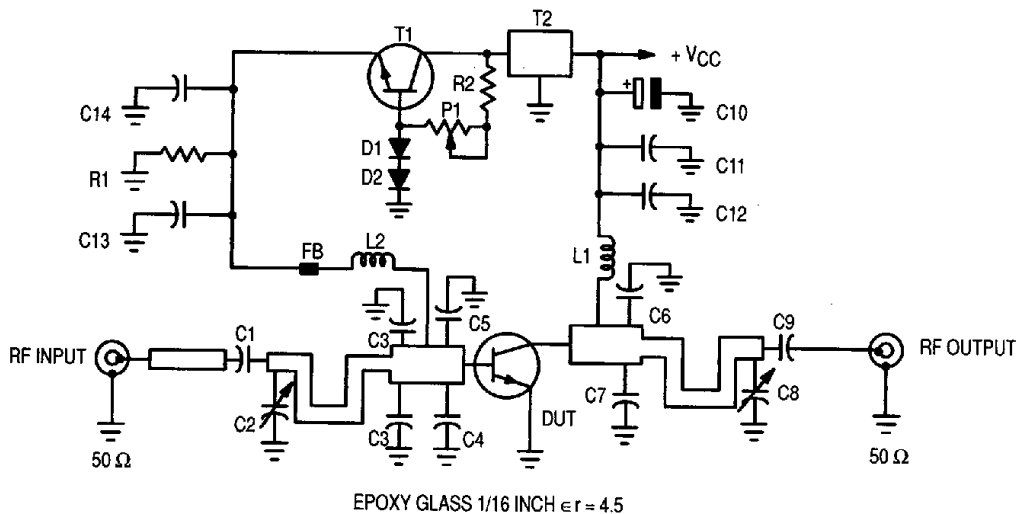 T1
T2
+ VCC
R2
P1
C14
+
C10
D1
R1
D2
C11
C12
C13
FB
L2
L1
C5
C6
C1
C3
C9
RF INPUT
RF OUTPUT
C2
C3
C4
DUT
C7
C8
50 Ω
50 Ω
EPOXY GLASS 1/16 INCH ∈r = 4.5